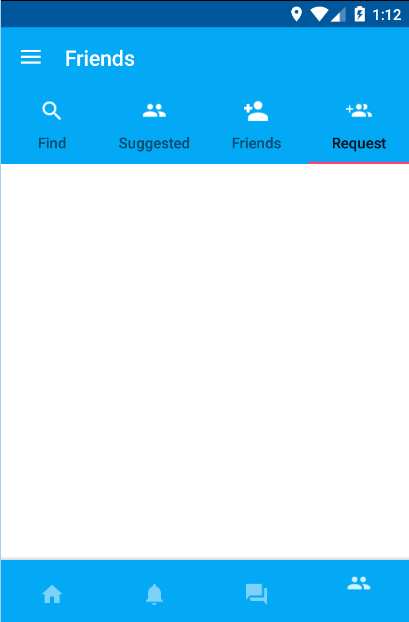 1:12
Friends
Find
Suggested
Friends
Request